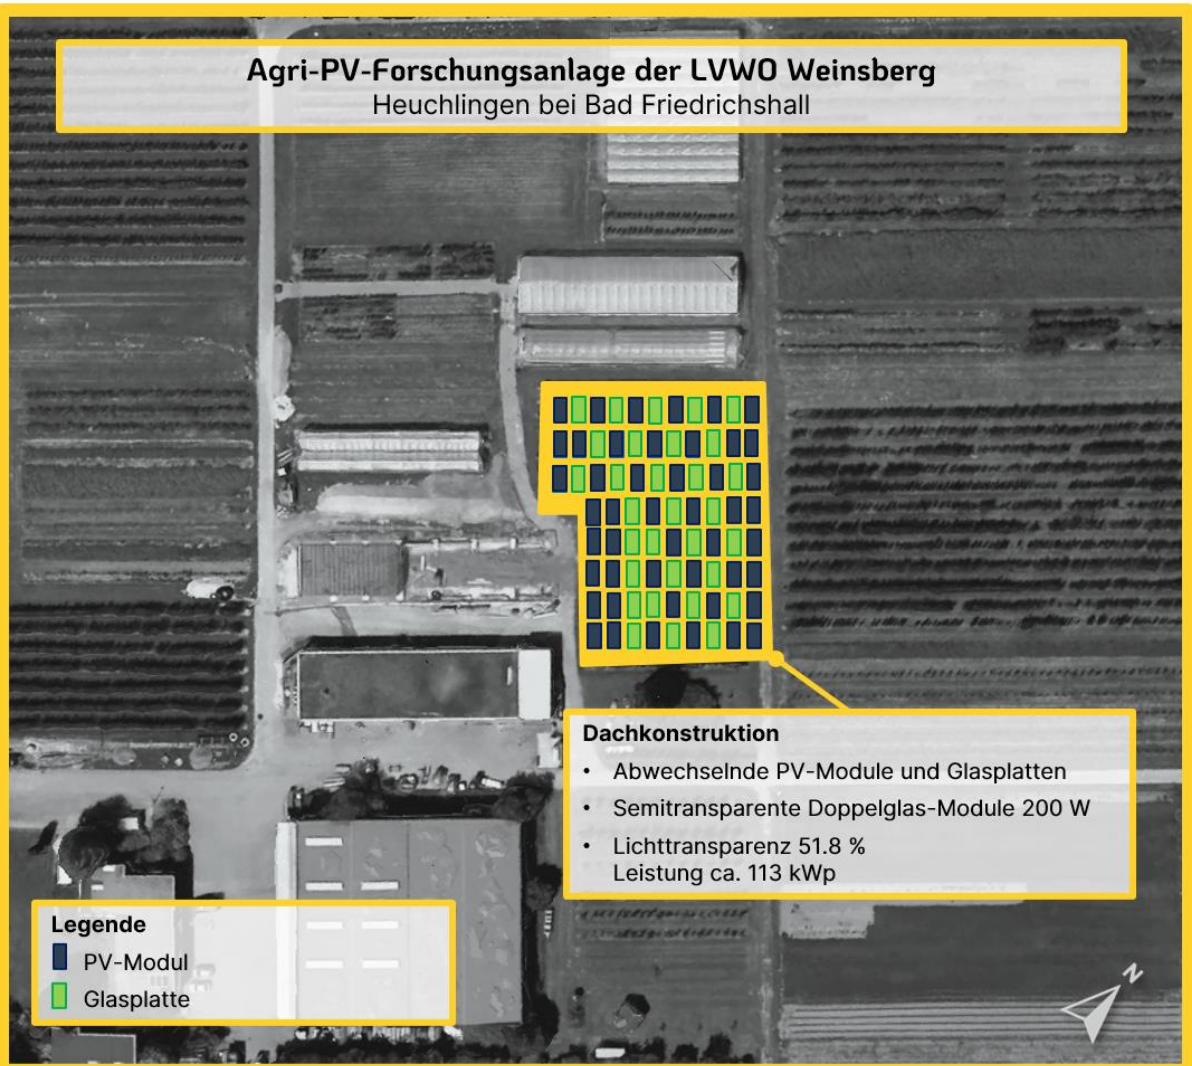 Agri-PV-Forschungsanlage der LVWO Weinsberg
Heuchlingen bei Bad Friedrichshall
Dachkonstruktion
• Abwechselnde PV-Module und Glasplatten
• Semitransparente Doppelglas-Module 200 W
• Lichttransparenz 51.8 %
Leistung ca. 113 kWp
Legende
PV-Modul
Glasplatte
N